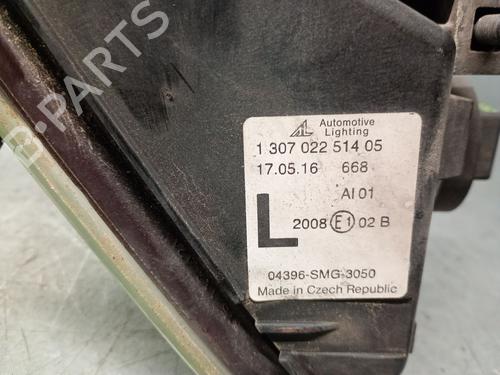 B-PARTS
Automotive
Lighting
1 307 022 514 05
17.05.16 668
AI 01
L
2008 E1 02 B
04396-SMG-3050
Made in Czech Republic